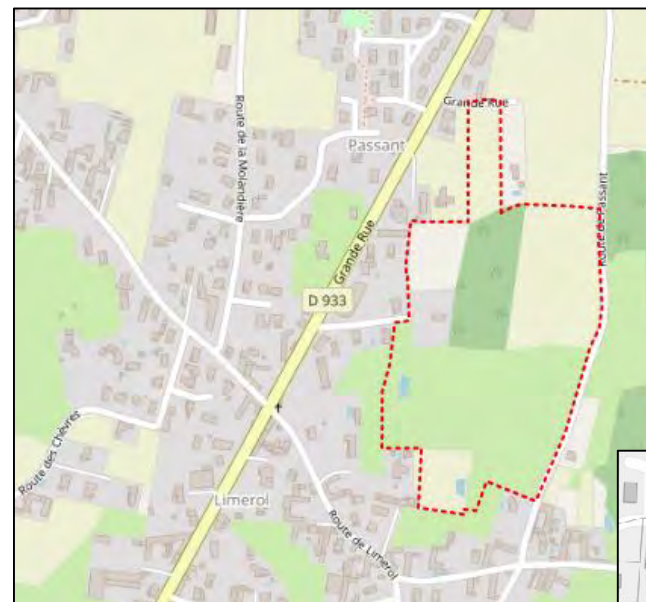 Grande Rue
Route de la Molandière
Passant
Grande Rue
Route de Passant
D 933
Route des Chèvres
Limerol
Route de Limerol